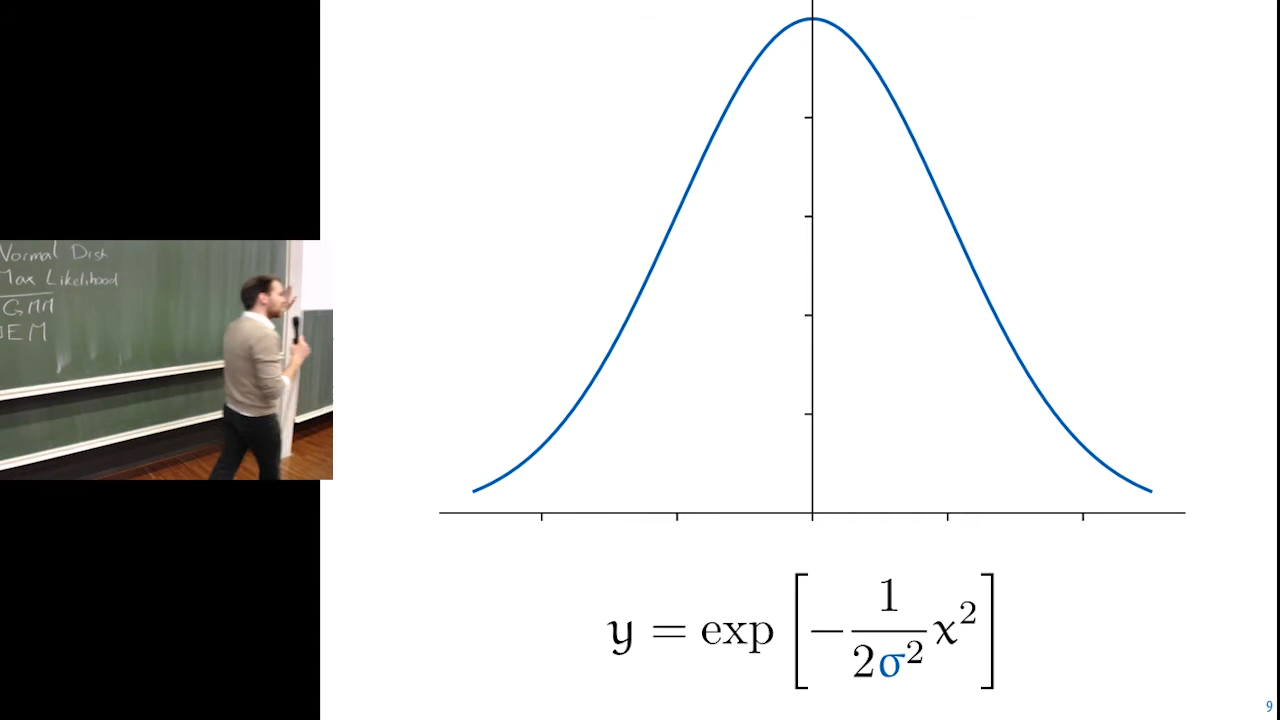 Normal Dist
Max Likelihood
GMM
EM
y = exp [ -1/(2σ²) x² ]
9